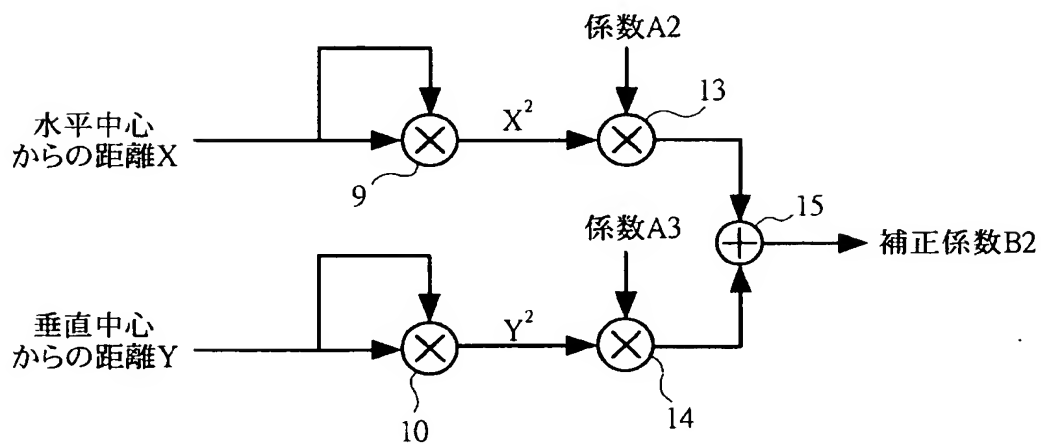 係数A2
水平中心
からの距離X
X²
13
9
係数A3
15
補正係数B2
垂直中心
からの距離Y
Y²
10
14